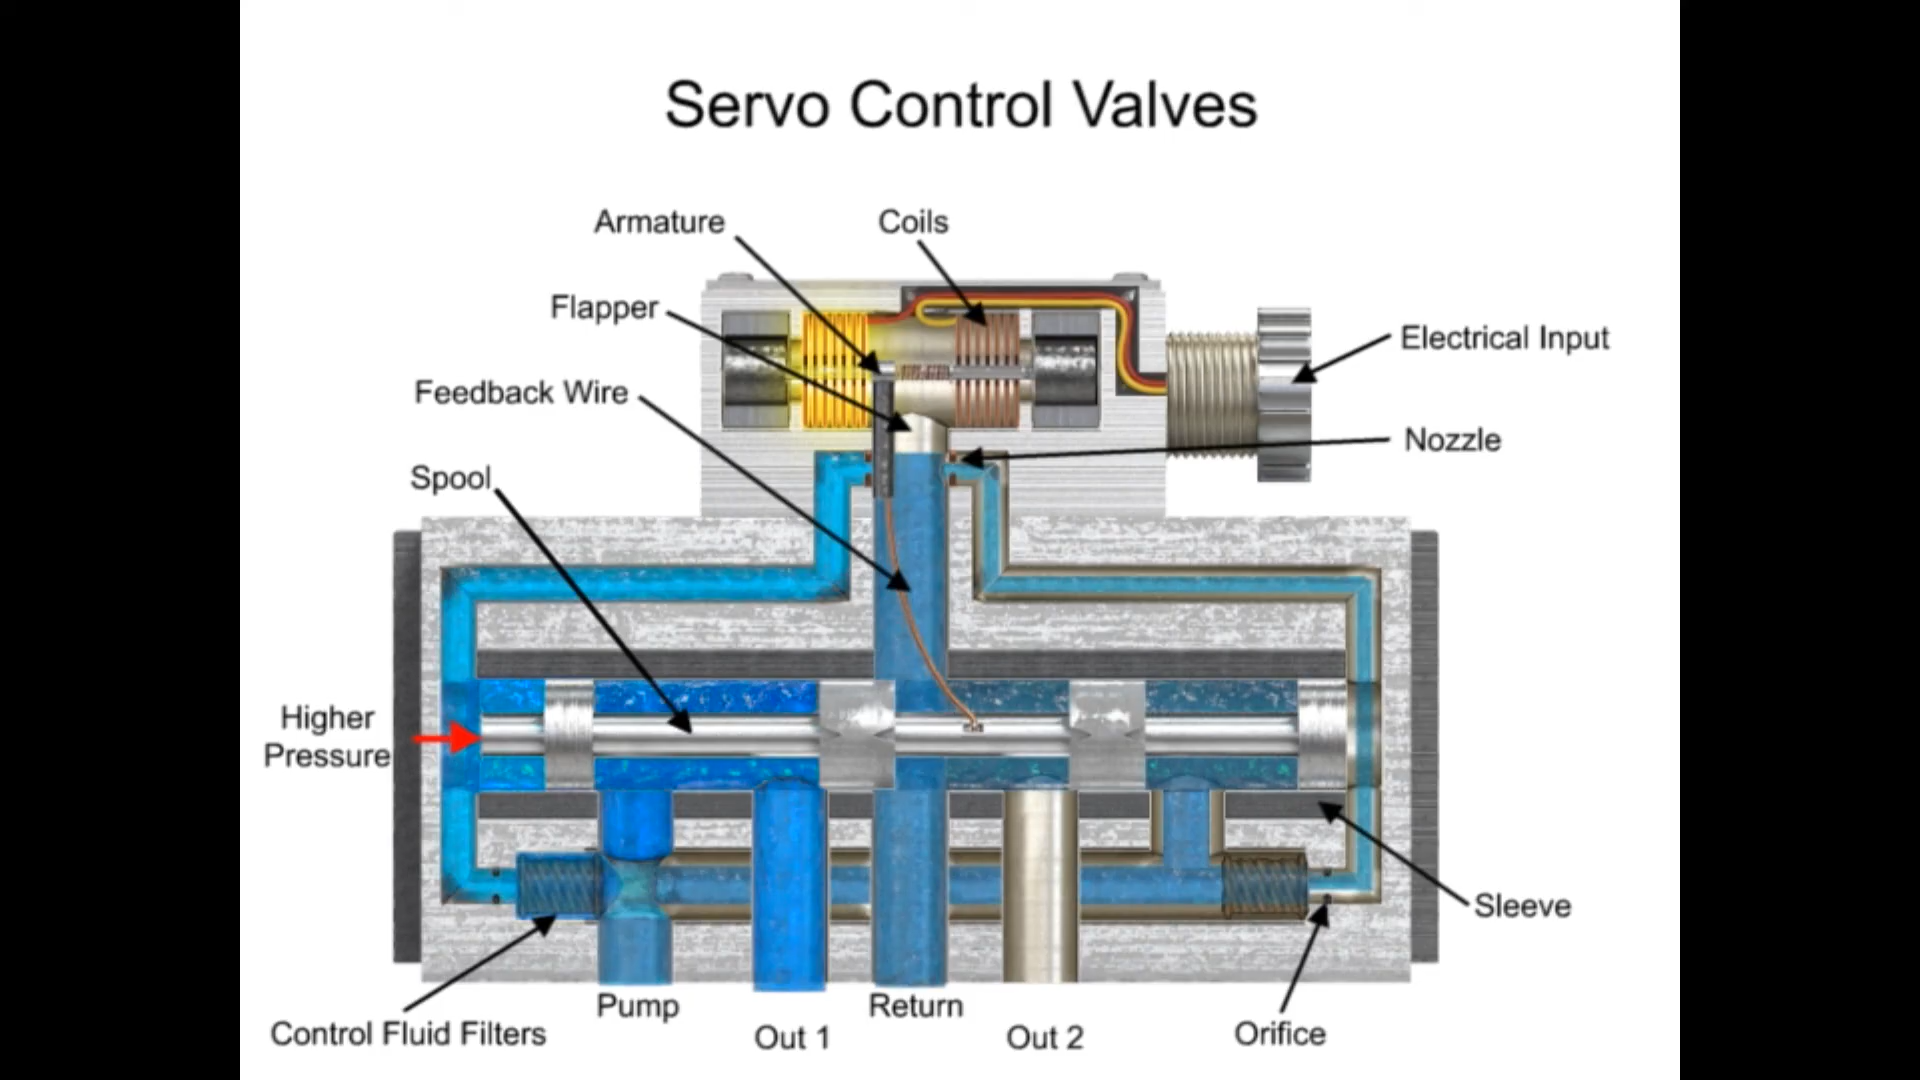 Servo Control Valves
Armature
Coils
Flapper
Electrical Input
Feedback Wire
Nozzle
Spool
Higher
Pressure
Sleeve
Pump
Return
Control Fluid Filters
Out 1
Out 2
Orifice